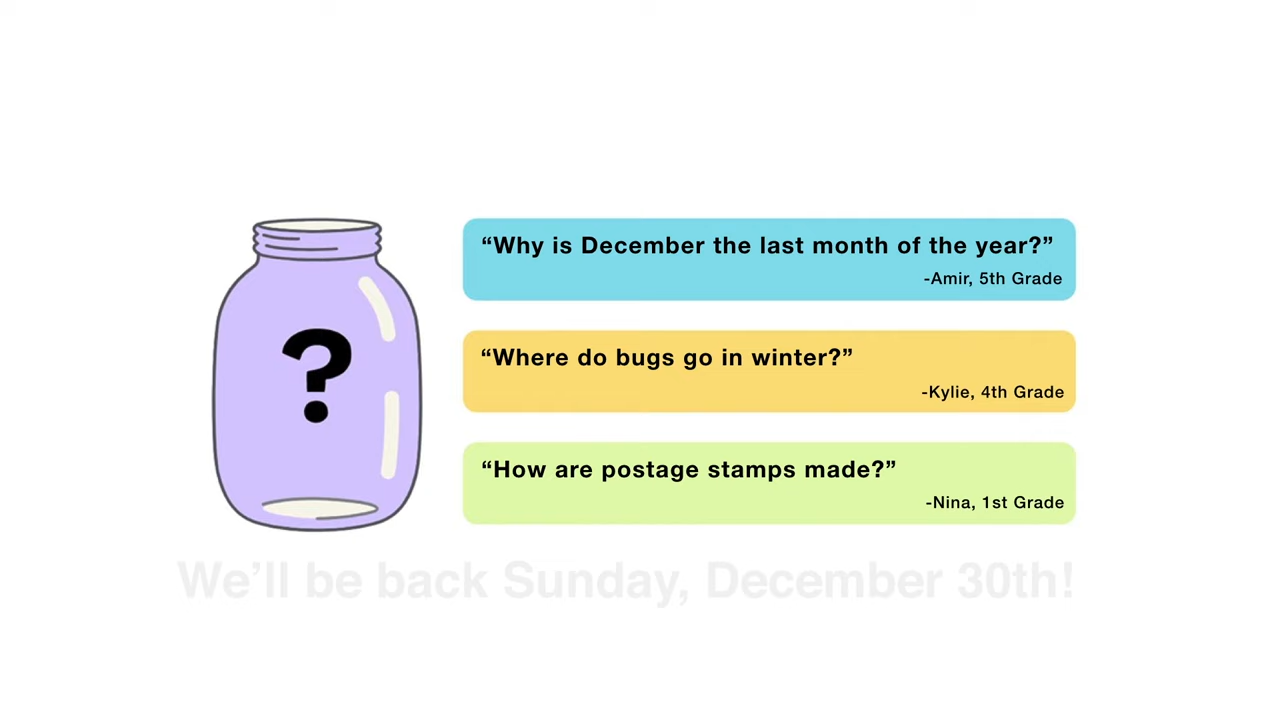 ?
“Why is December the last month of the year?”
-Amir, 5th Grade
“Where do bugs go in winter?”
-Kylie, 4th Grade
“How are postage stamps made?”
-Nina, 1st Grade
We’ll be back Sunday, December 30th!